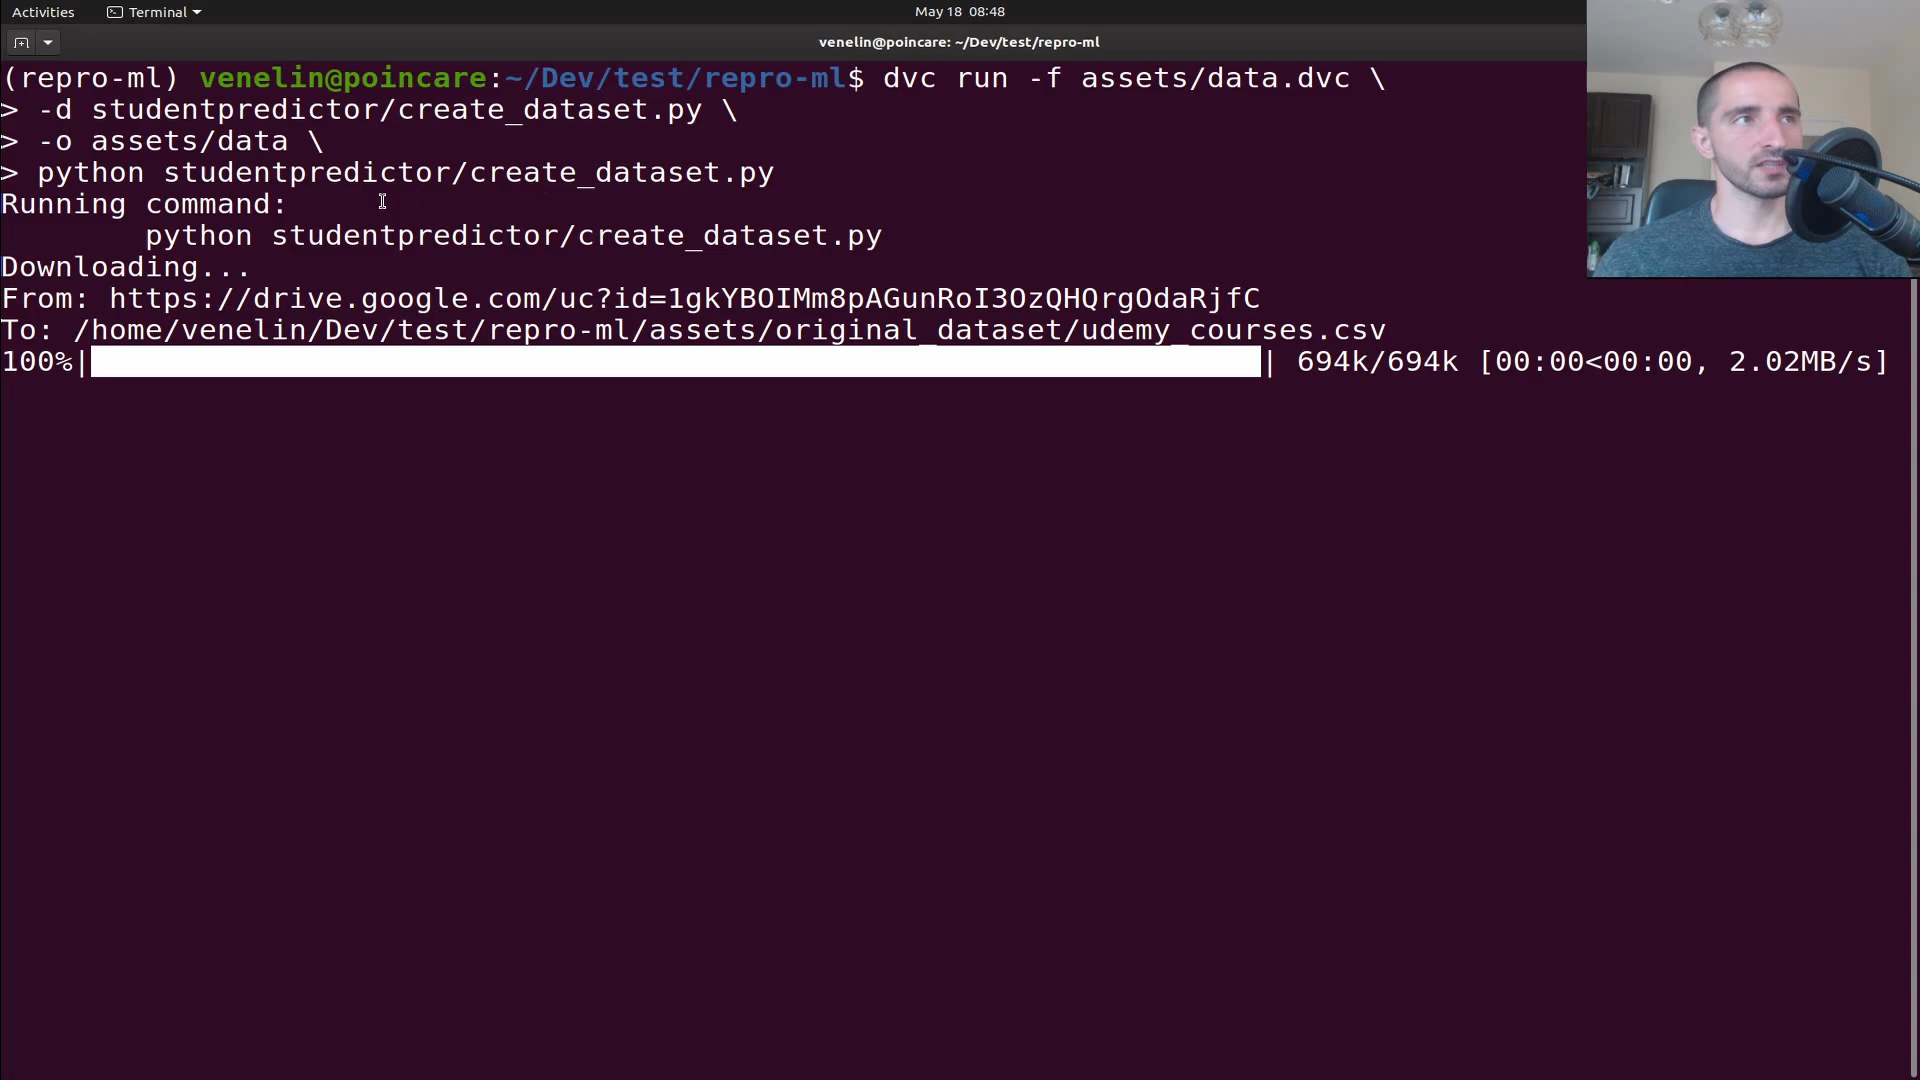 Activities Terminal May 18 08:48
venelin@poincare: ~/Dev/test/repro-ml
(repro-ml) venelin@poincare:~/Dev/test/repro-ml$ dvc run -f assets/data.dvc \
> -d studentpredictor/create_dataset.py \
> -o assets/data \
> python studentpredictor/create_dataset.py
Running command:
python studentpredictor/create_dataset.py
Downloading...
From: https://drive.google.com/uc?id=1gkYBOIMm8pAGunRoI3OzQHQrgOdaRjfC
To: /home/venelin/Dev/test/repro-ml/assets/original_dataset/udemy_courses.csv
100%| | 694k/694k [00:00<00:00, 2.02MB/s]